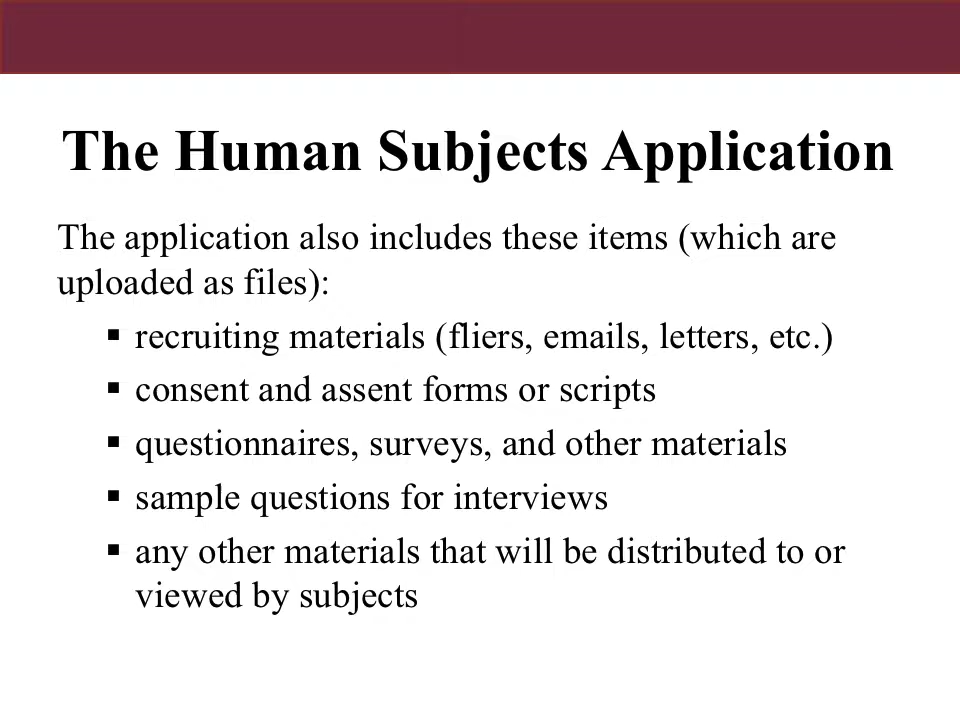 The Human Subjects Application
The application also includes these items (which are
uploaded as files):
▪ recruiting materials (fliers, emails, letters, etc.)
▪ consent and assent forms or scripts
▪ questionnaires, surveys, and other materials
▪ sample questions for interviews
▪ any other materials that will be distributed to or
viewed by subjects